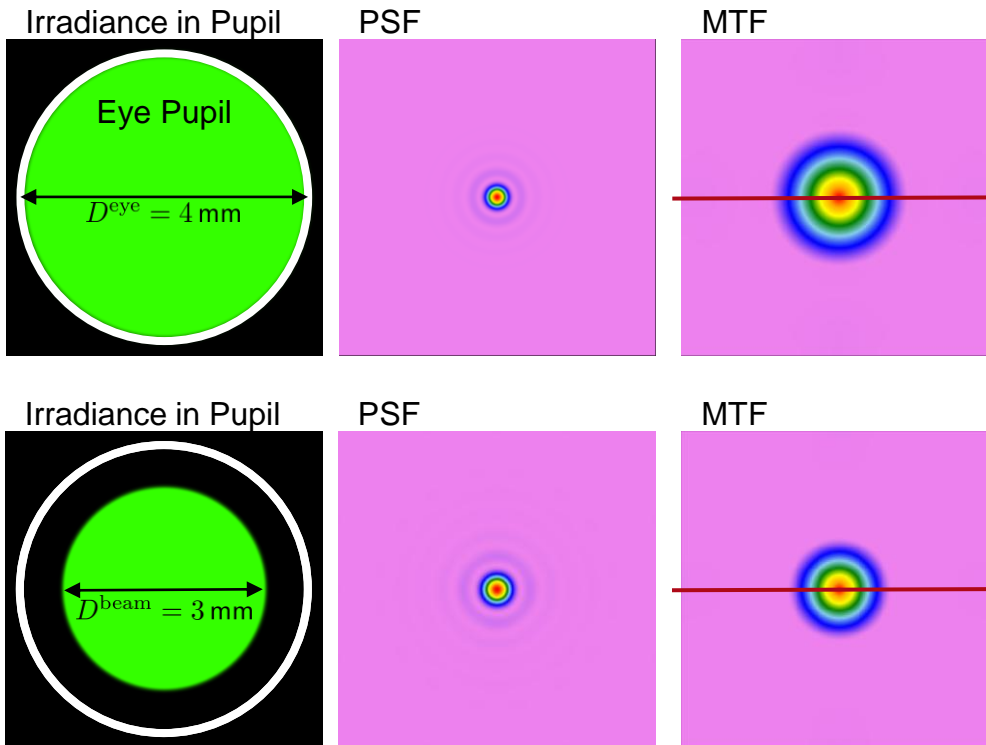 Irradiance in Pupil PSF MTF
Eye Pupil
D^eye = 4 mm
Irradiance in Pupil PSF MTF
D^beam = 3 mm